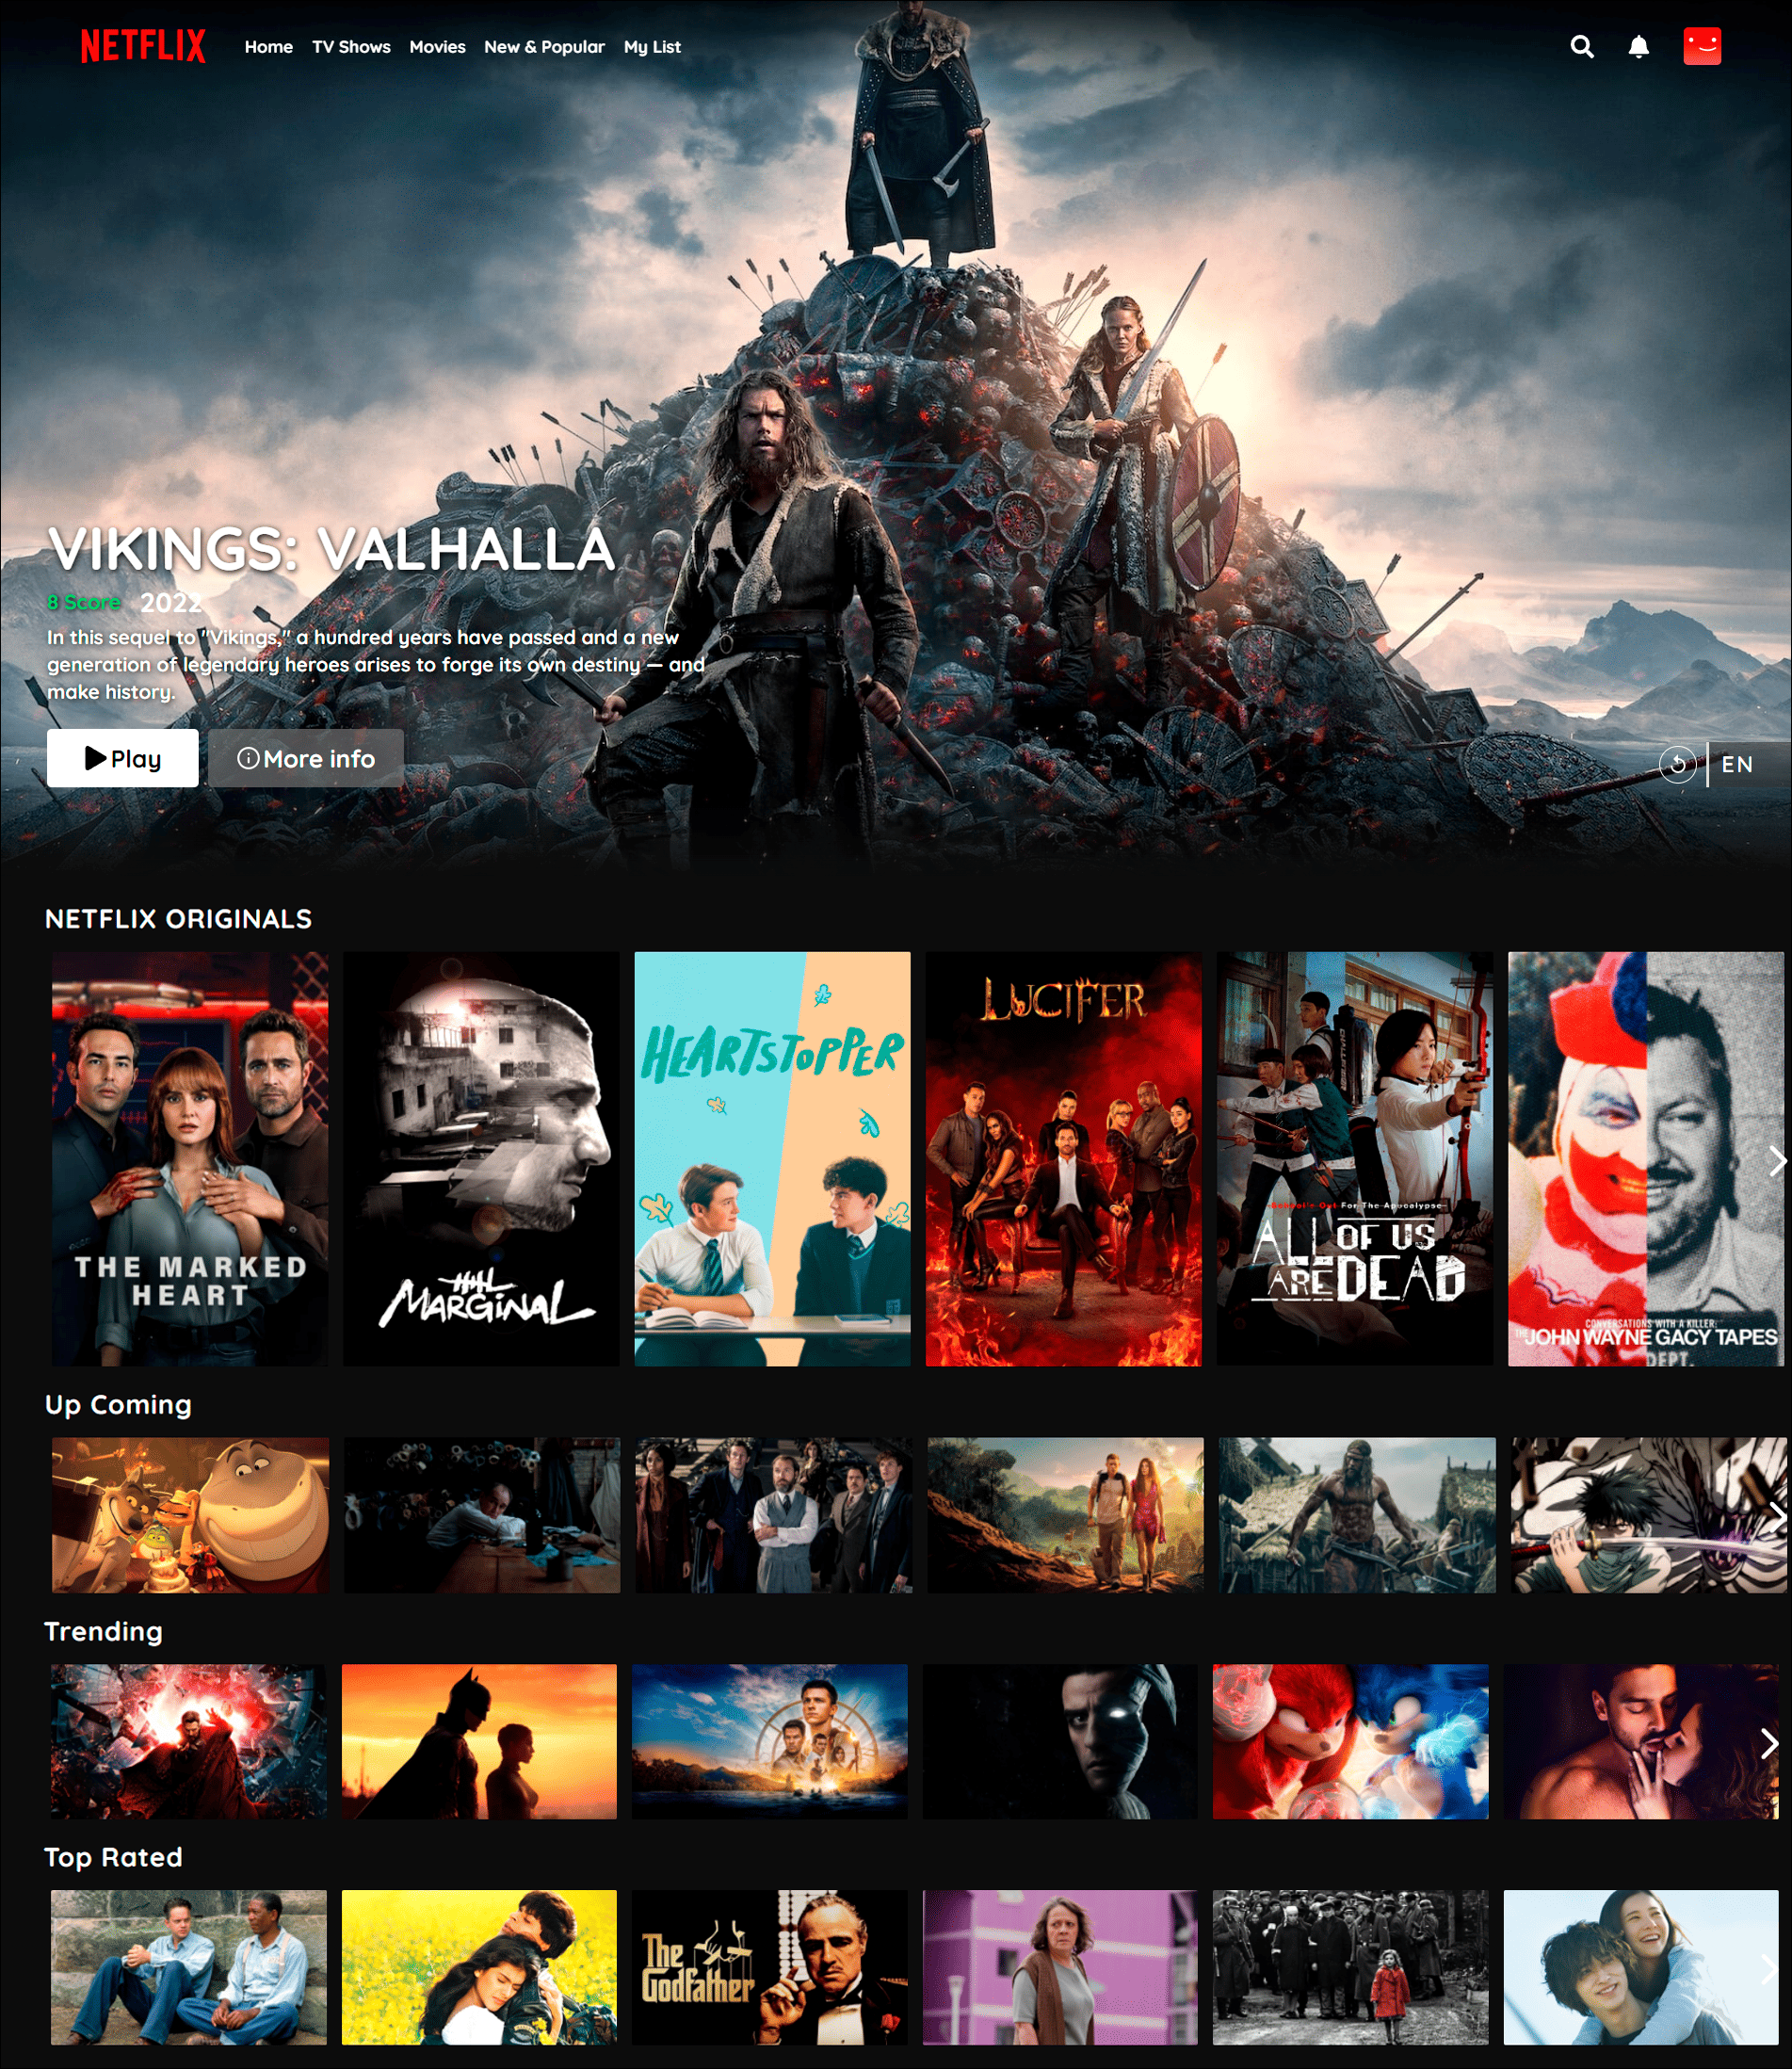 NETFLIX Home TV Shows Movies New & Popular My List
VIKINGS: VALHALLA
8 Score 2022
In this sequel to "Vikings," a hundred years have passed and a new
generation of legendary heroes arises to forge its own destiny — and
make history.
Play More info
EN
NETFLIX ORIGINALS
THE MARKED
HEART
MARGINAL
HEARTSTOPPER
LUCIFER
School's Out For The Apocalypse
ALL OF US
ARE DEAD
CONVERSATIONS WITH A KILLER:
THE JOHN WAYNE GACY TAPES
DEPT.
Up Coming
Trending
Top Rated
The
Godfather